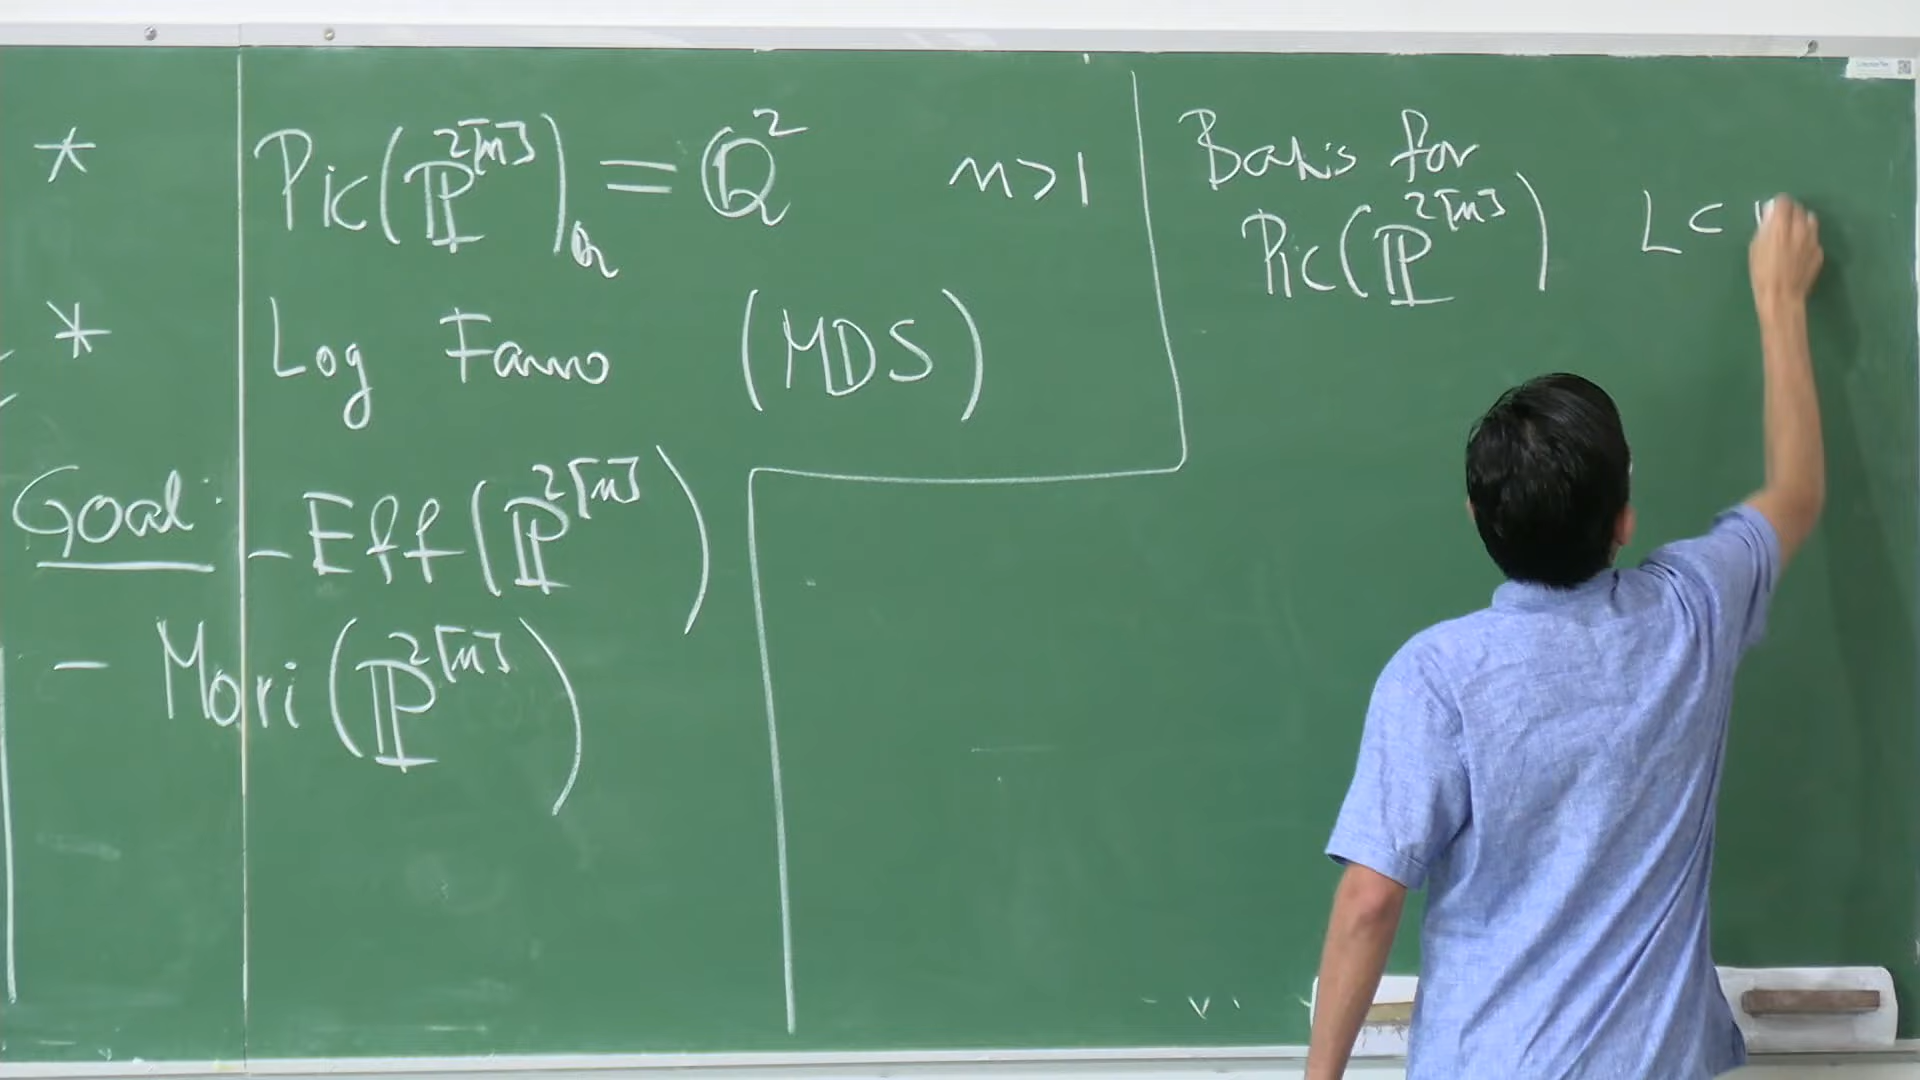 * Pic(ℙ^{2[n]})_ℚ = ℚ^2 n>1
* Log Fano (MDS)
Goal: - Eff(ℙ^{2[n]})
- Mori(ℙ^{2[n]})
Basis for
Pic(ℙ^{2[n]}) L⊂